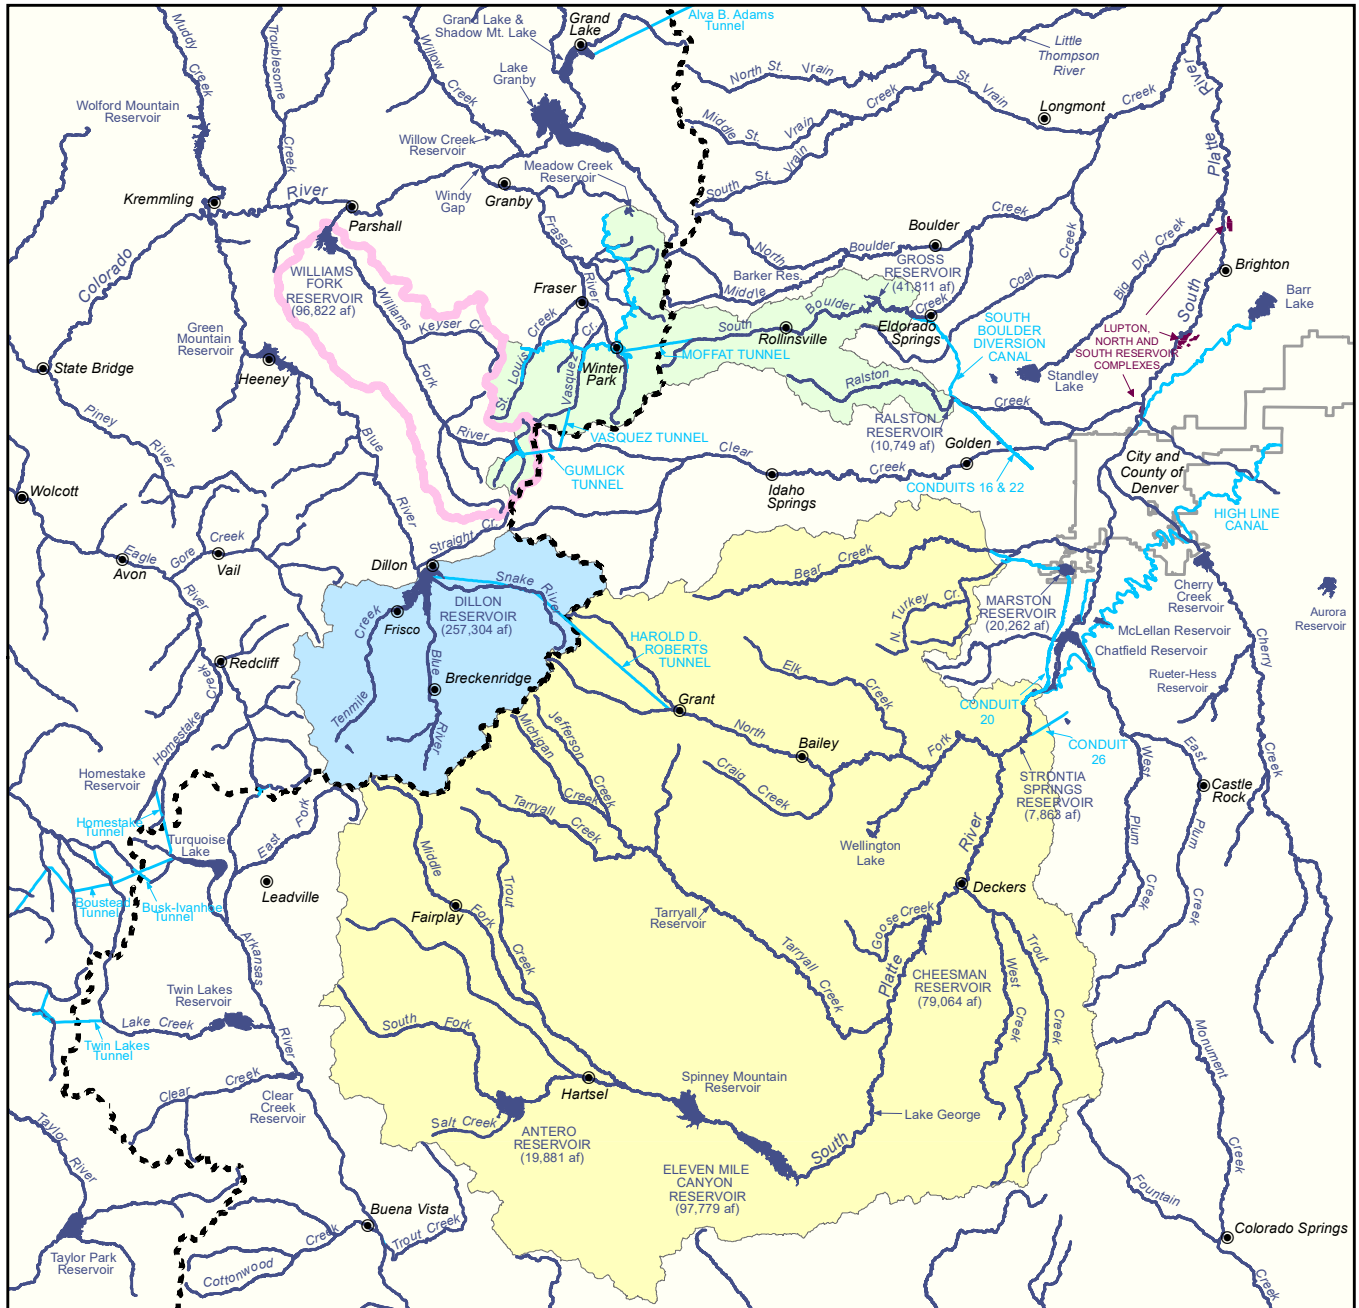 Muddy
Creek
Troublesome
Creek
Willow
Creek
Grand Lake &
Shadow Mt. Lake
Grand
Lake
Alva B. Adams
Tunnel
Little
Thompson
River
Lake
Granby
North St. Vrain
Creek
St. Vrain
Creek
Longmont
Platte
River
Wolford Mountain
Reservoir
Willow Creek
Reservoir
Middle St. Vrain
South St. Vrain
Meadow Creek
Reservoir
Kremmling
River
Parshall
Windy
Gap
Granby
Fraser
River
Colorado
Boulder
Creek
North
Boulder
Barker Res.
Middle
GROSS
RESERVOIR
(41,811 af)
Coal
Creek
Big Dry Creek
Brighton
Barr
Lake
WILLIAMS
FORK
RESERVOIR
(96,822 af)
Williams
Fork
Keyser Cr.
Fraser
Creek
St. Louis
Vasquez
Cr.
Winter
Park
South
Boulder
Creek
Rollinsville
MOFFAT TUNNEL
Eldorado
Springs
SOUTH
BOULDER
DIVERSION
CANAL
South
LUPTON,
NORTH AND
SOUTH RESERVOIR
COMPLEXES
Green
Mountain
Reservoir
Heeney
State Bridge
Standley
Lake
Ralston
Creek
RALSTON
RESERVOIR
(10,749 af)
Piney
River
Blue
River
River
VASQUEZ TUNNEL
GUMLICK
TUNNEL
Clear
Creek
Golden
CONDUITS 16 & 22
Idaho
Springs
City and
County of
Denver
HIGH LINE
CANAL
Wolcott
Straight
Cr.
Eagle
River
Gore
Creek
Avon
Vail
Dillon
Snake
River
DILLON
RESERVOIR
(257,304 af)
Frisco
Creek
Tenmile
Blue
River
Breckenridge
Bear
Creek
N. Turkey
Cr.
MARSTON
RESERVOIR
(20,262 af)
Cherry
Creek
Reservoir
McLellan Reservoir
Chatfield Reservoir
Aurora
Reservoir
HAROLD D.
ROBERTS
TUNNEL
Redcliff
Homestake
Creek
Rueter-Hess
Reservoir
Cherry
Creek
Elk
Creek
Grant
North
Fork
Bailey
Craig
Creek
CONDUIT
20
CONDUIT
26
STRONTIA
SPRINGS
RESERVOIR
(7,863 af)
West
Plum
Creek
East
Plum
Creek
Castle
Rock
Michigan
Creek
Jefferson
Creek
Tarryall
Creek
Homestake
Reservoir
Homestake
Tunnel
Turquoise
Lake
East
Fork
Leadville
Boustead
Tunnel
Busk-Ivanhoe
Tunnel
Arkansas
River
Middle
Fork
Trout
Creek
Fairplay
Wellington
Lake
River
Deckers
Goose Creek
Tarryall
Reservoir
Tarryall
Creek
Platte
CHEESMAN
RESERVOIR
(79,064 af)
West
Creek
Trout
Creek
Twin Lakes
Reservoir
Lake Creek
Twin Lakes
Tunnel
South Fork
Hartsel
Monument
Creek
Clear
Creek
Clear
Creek
Reservoir
Salt Creek
ANTERO
RESERVOIR
(19,881 af)
Spinney Mountain
Reservoir
Lake George
South
ELEVEN MILE
CANYON
RESERVOIR
(97,779 af)
Taylor
River
Taylor Park
Reservoir
Buena Vista
Trout Creek
Cottonwood
Creek
Fountain
Creek
Colorado Springs